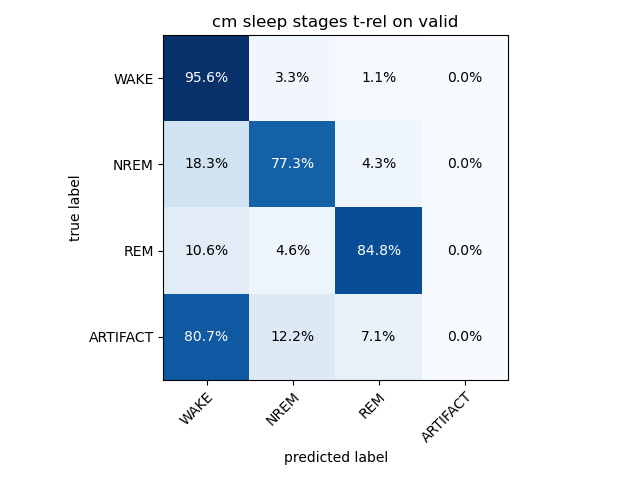 cm sleep stages t-rel on valid
WAKE 95.6% 3.3% 1.1% 0.0%
NREM 18.3% 77.3% 4.3% 0.0%
REM 10.6% 4.6% 84.8% 0.0%
ARTIFACT 80.7% 12.2% 7.1% 0.0%
true label
WAKE NREM REM ARTIFACT
predicted label